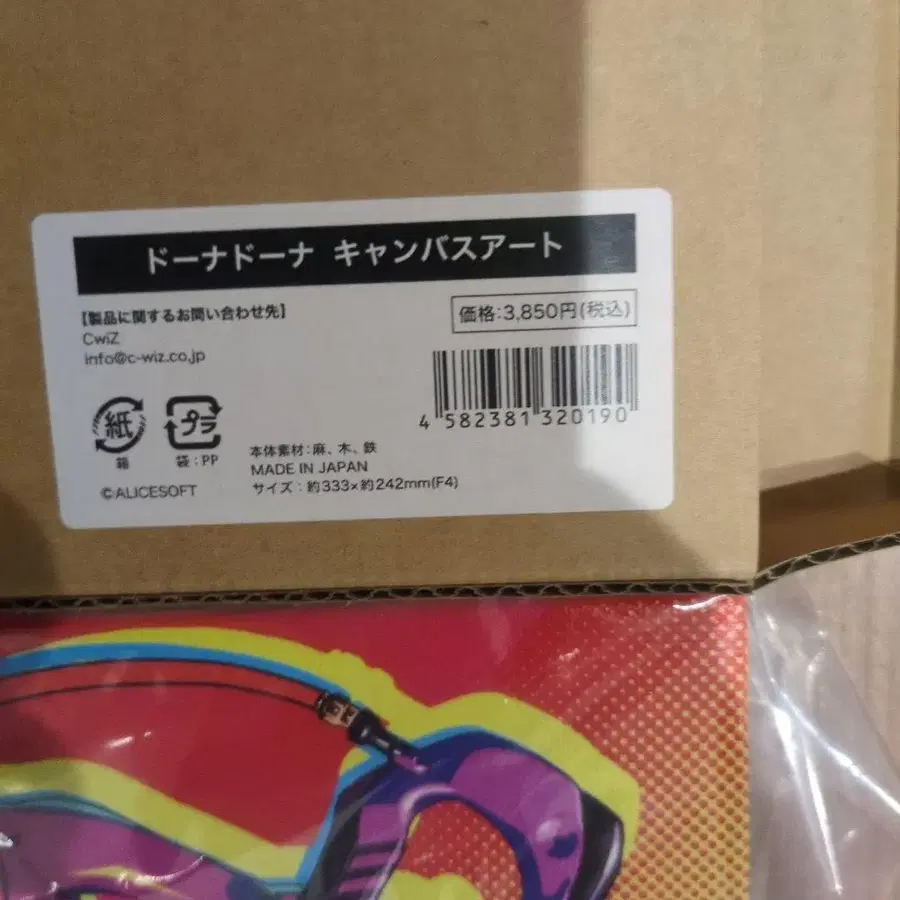 ドーナドーナ キャンバスアート
【製品に関するお問い合わせ先】
CwiZ
info@c-wiz.co.jp
価格:3,850円(税込)
4 582381 320190
紙
箱
プラ
袋:PP
本体素材:麻、木、鉄
MADE IN JAPAN
サイズ:約333×約242mm(F4)
©ALICESOFT